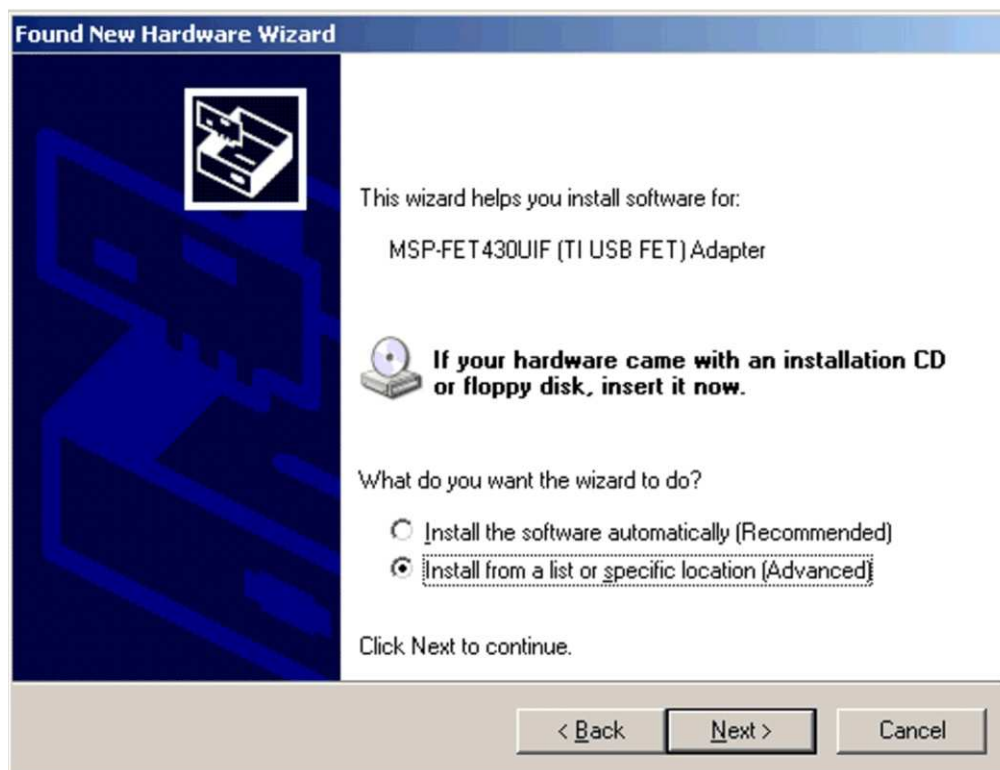 Found New Hardware Wizard
This wizard helps you install software for:
MSP-FET430UIF (TI USB FET) Adapter
If your hardware came with an installation CD
or floppy disk, insert it now.
What do you want the wizard to do?
Install the software automatically (Recommended)
Install from a list or specific location (Advanced)
Click Next to continue.
< Back Next > Cancel